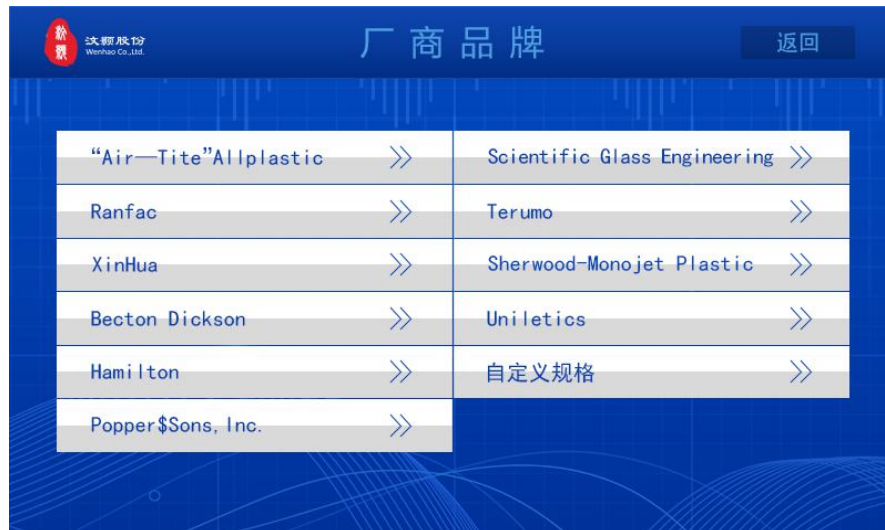 汶颢股份
Wenhao Co.,Ltd.
厂商品牌
返回
“Air—Tite”Allplastic
Scientific Glass Engineering
Ranfac
Terumo
XinHua
Sherwood-Monojet Plastic
Becton Dickson
Uniletics
Hamilton
自定义规格
Popper$Sons,Inc.